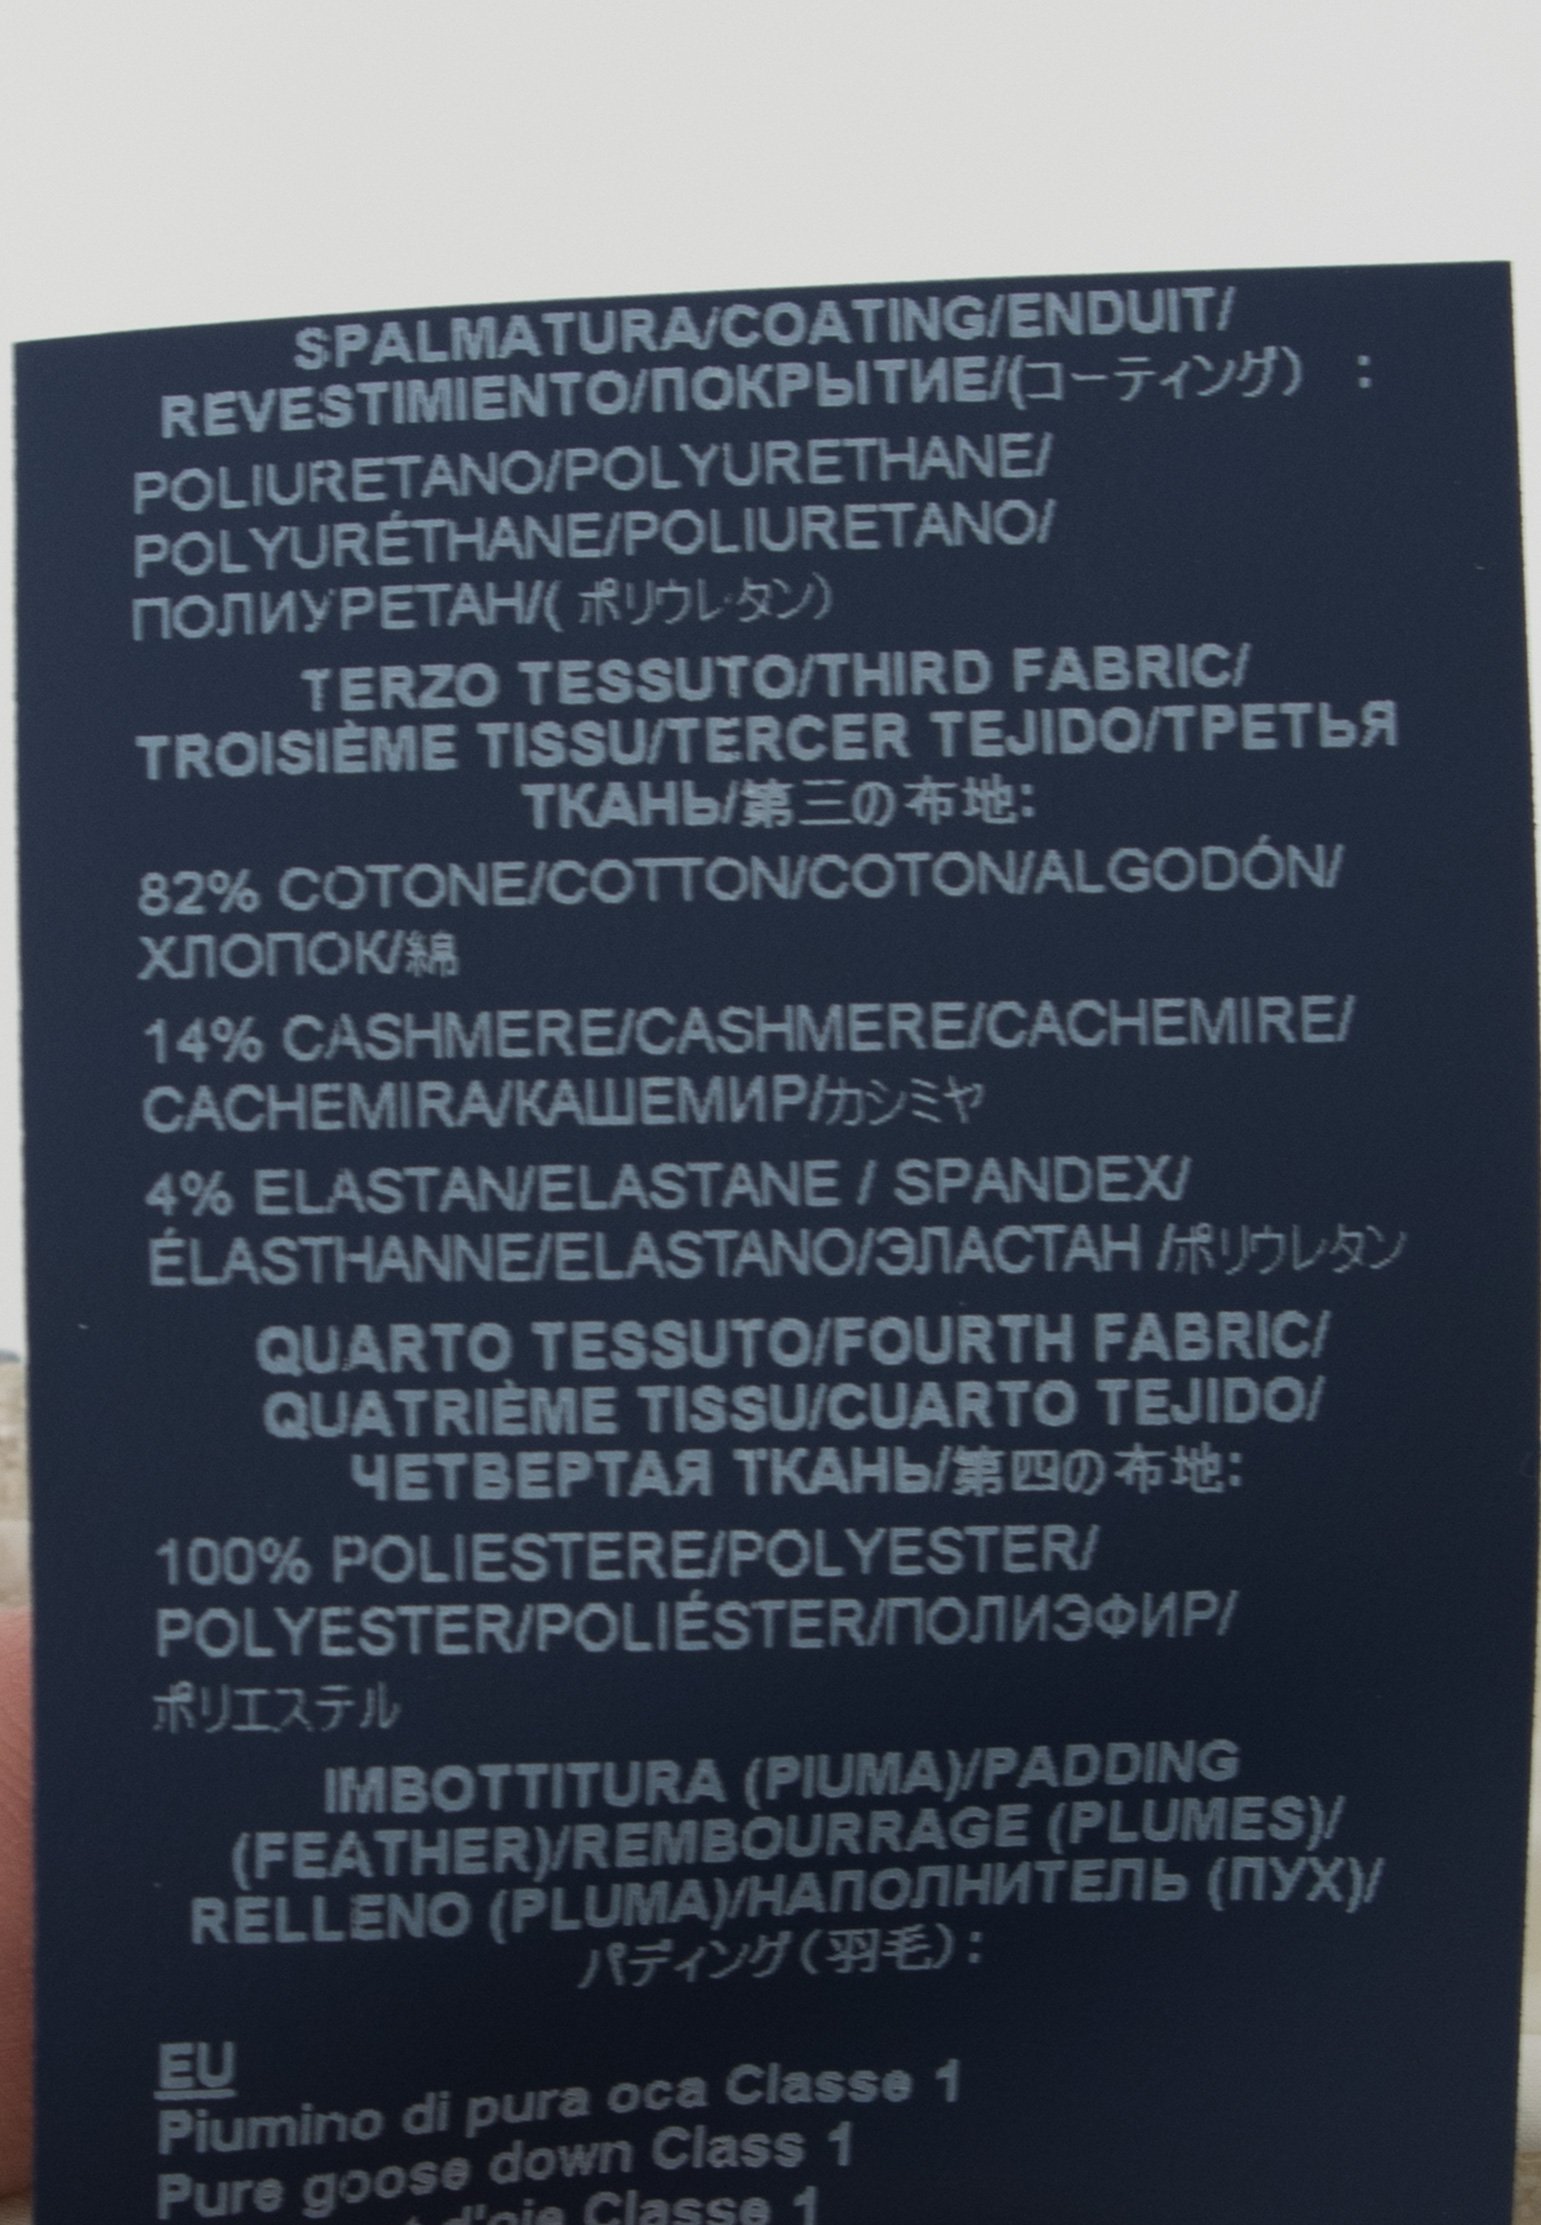 SPALMATURA/COATING/ENDUIT/
REVESTIMIENTO/ПОКРЫТИЕ/(コーティング) :
POLIURETANO/POLYURETHANE/
POLYURÉTHANE/POLIURETANO/
ПОЛИУРЕТАН/( ポリウレタン)
TERZO TESSUTO/THIRD FABRIC/
TROISIÈME TISSU/TERCER TEJIDO/ТРЕТЬЯ
ТКАНЬ/第三の布地:
82% COTONE/COTTON/COTON/ALGODÓN/
ХЛОПОК/綿
14% CASHMERE/CASHMERE/CACHEMIRE/
CACHEMIRA/КАШЕМИР/カシミヤ
4% ELASTAN/ELASTANE / SPANDEX/
ÉLASTHANNE/ELASTANO/ЭЛАСТАН /ポリウレタン
QUARTO TESSUTO/FOURTH FABRIC/
QUATRIÈME TISSU/CUARTO TEJIDO/
ЧЕТВЕРТАЯ ТКАНЬ/第四の布地:
100% POLIESTERE/POLYESTER/
POLYESTER/POLIÉSTER/ПОЛИЭФИР/
ポリエステル
IMBOTTITURA (PIUMA)/PADDING
(FEATHER)/REMBOURRAGE (PLUMES)/
RELLENO (PLUMA)/НАПОЛНИТЕЛЬ (ПУХ)/
パディング(羽毛):
EU
Piumino di pura oca Classe 1
Pure goose down Class 1
d'oie Classe 1